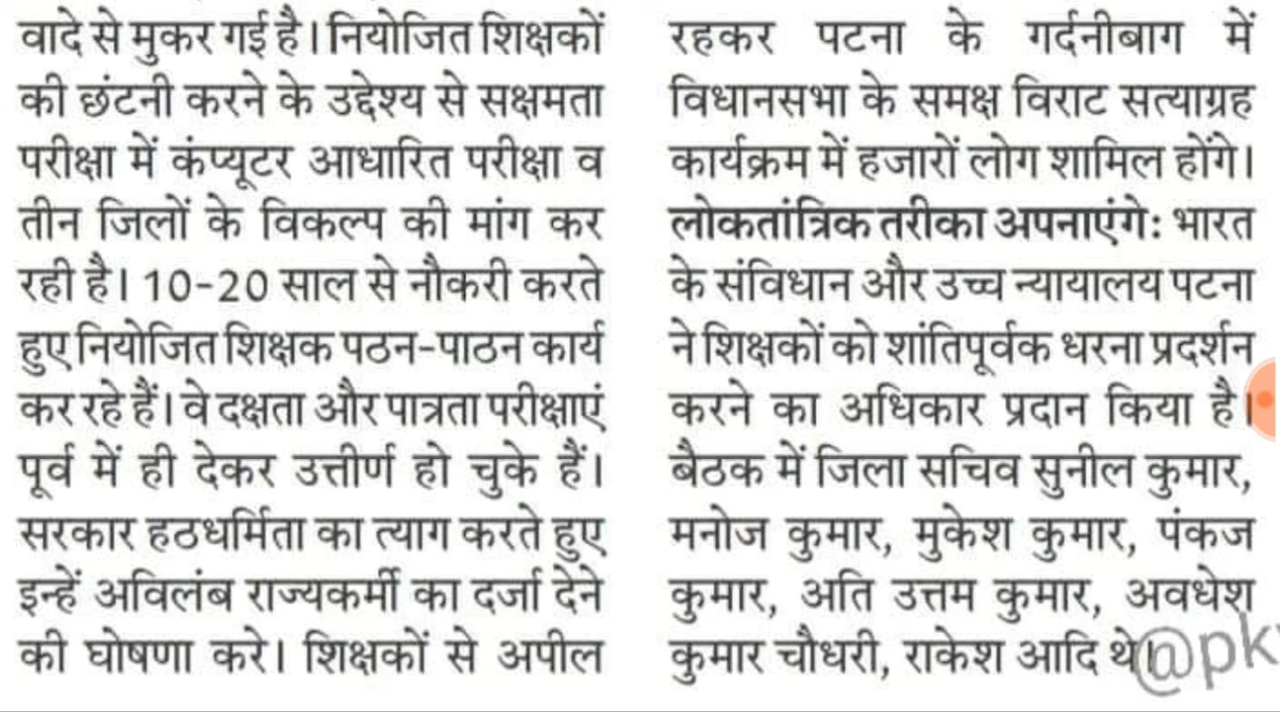 वादे से मुकर गई है। नियोजित शिक्षकों
की छंटनी करने के उद्देश्य से सक्षमता
परीक्षा में कंप्यूटर आधारित परीक्षा व
तीन जिलों के विकल्प की मांग कर
रही है। 10-20 साल से नौकरी करते
हुए नियोजित शिक्षक पठन-पाठन कार्य
कर रहे हैं। वे दक्षता और पात्रता परीक्षाएं
पूर्व में ही देकर उत्तीर्ण हो चुके हैं।
सरकार हठधर्मिता का त्याग करते हुए
इन्हें अविलंब राज्यकर्मी का दर्जा देने
की घोषणा करे। शिक्षकों से अपील
रहकर पटना के गर्दनीबाग में
विधानसभा के समक्ष विराट सत्याग्रह
कार्यक्रम में हजारों लोग शामिल होंगे।
लोकतांत्रिक तरीका अपनाएंगे: भारत
के संविधान और उच्च न्यायालय पटना
ने शिक्षकों को शांतिपूर्वक धरना प्रदर्शन
करने का अधिकार प्रदान किया है।
बैठक में जिला सचिव सुनील कुमार,
मनोज कुमार, मुकेश कुमार, पंकज
कुमार, अति उत्तम कुमार, अवधेश
कुमार चौधरी, राकेश आदि थे।